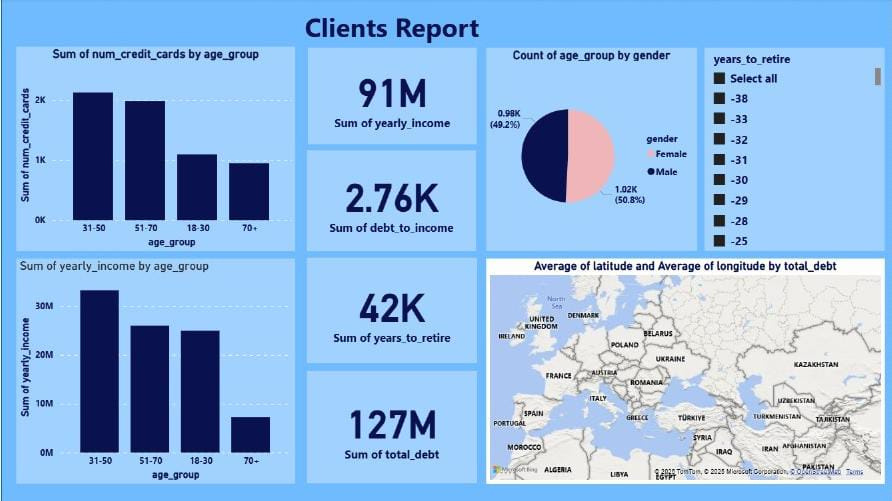 Clients Report
Sum of num_credit_cards by age_group
Sum of num_credit_cards
2K
1K
0K
31-50 51-70 18-30 70+
age_group
91M
Sum of yearly_income
2.76K
Sum of debt_to_income
42K
Sum of years_to_retire
127M
Sum of total_debt
Count of age_group by gender
0.98K
(49.2%)
1.02K
(50.8%)
gender
Female
Male
years_to_retire
Select all
-38
-33
-32
-31
-30
-29
-28
-25
Sum of yearly_income by age_group
Sum of yearly_income
30M
20M
10M
0M
31-50 51-70 18-30 70+
age_group
Average of latitude and Average of longitude by total_debt
North
Sea
UNITED
KINGDOM
DENMARK
IRELAND
BELARUS
POLAND
UKRAINE
KAZAKHSTAN
FRANCE
AUSTRIA
ROMANIA
ITALY
UZBEKISTAN
SPAIN
GREECE
TÜRKIYE
TURKMENISTAN
TAJIKISTAN
PORTUGAL
SYRIA
MOROCCO
IRAQ
IRAN
AFGHANISTAN
ALGERIA
LIBYA
EGYPT
PAKISTAN
Microsoft Bing
© 2025 TomTom, © 2025 Microsoft Corporation, © OpenStreetMap Terms